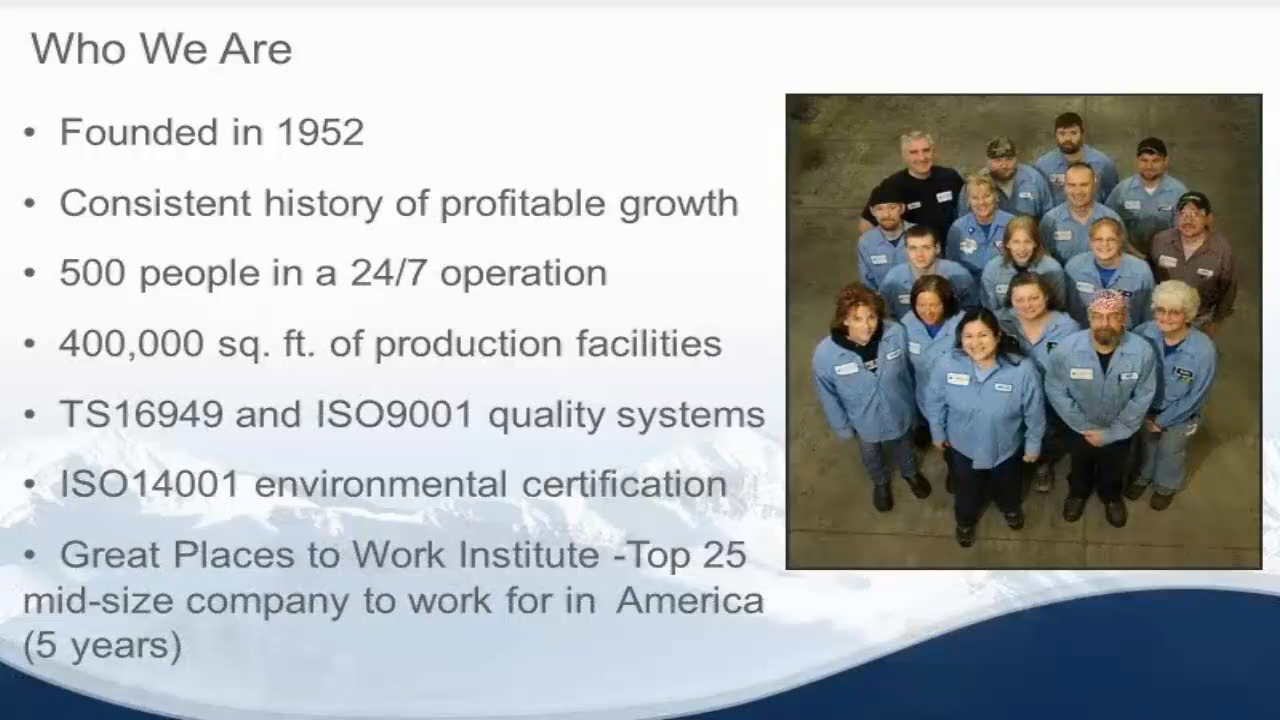 Who We Are
• Founded in 1952
• Consistent history of profitable growth
• 500 people in a 24/7 operation
• 400,000 sq. ft. of production facilities
• TS16949 and ISO9001 quality systems
• ISO14001 environmental certification
• Great Places to Work Institute -Top 25
mid-size company to work for in America
(5 years)